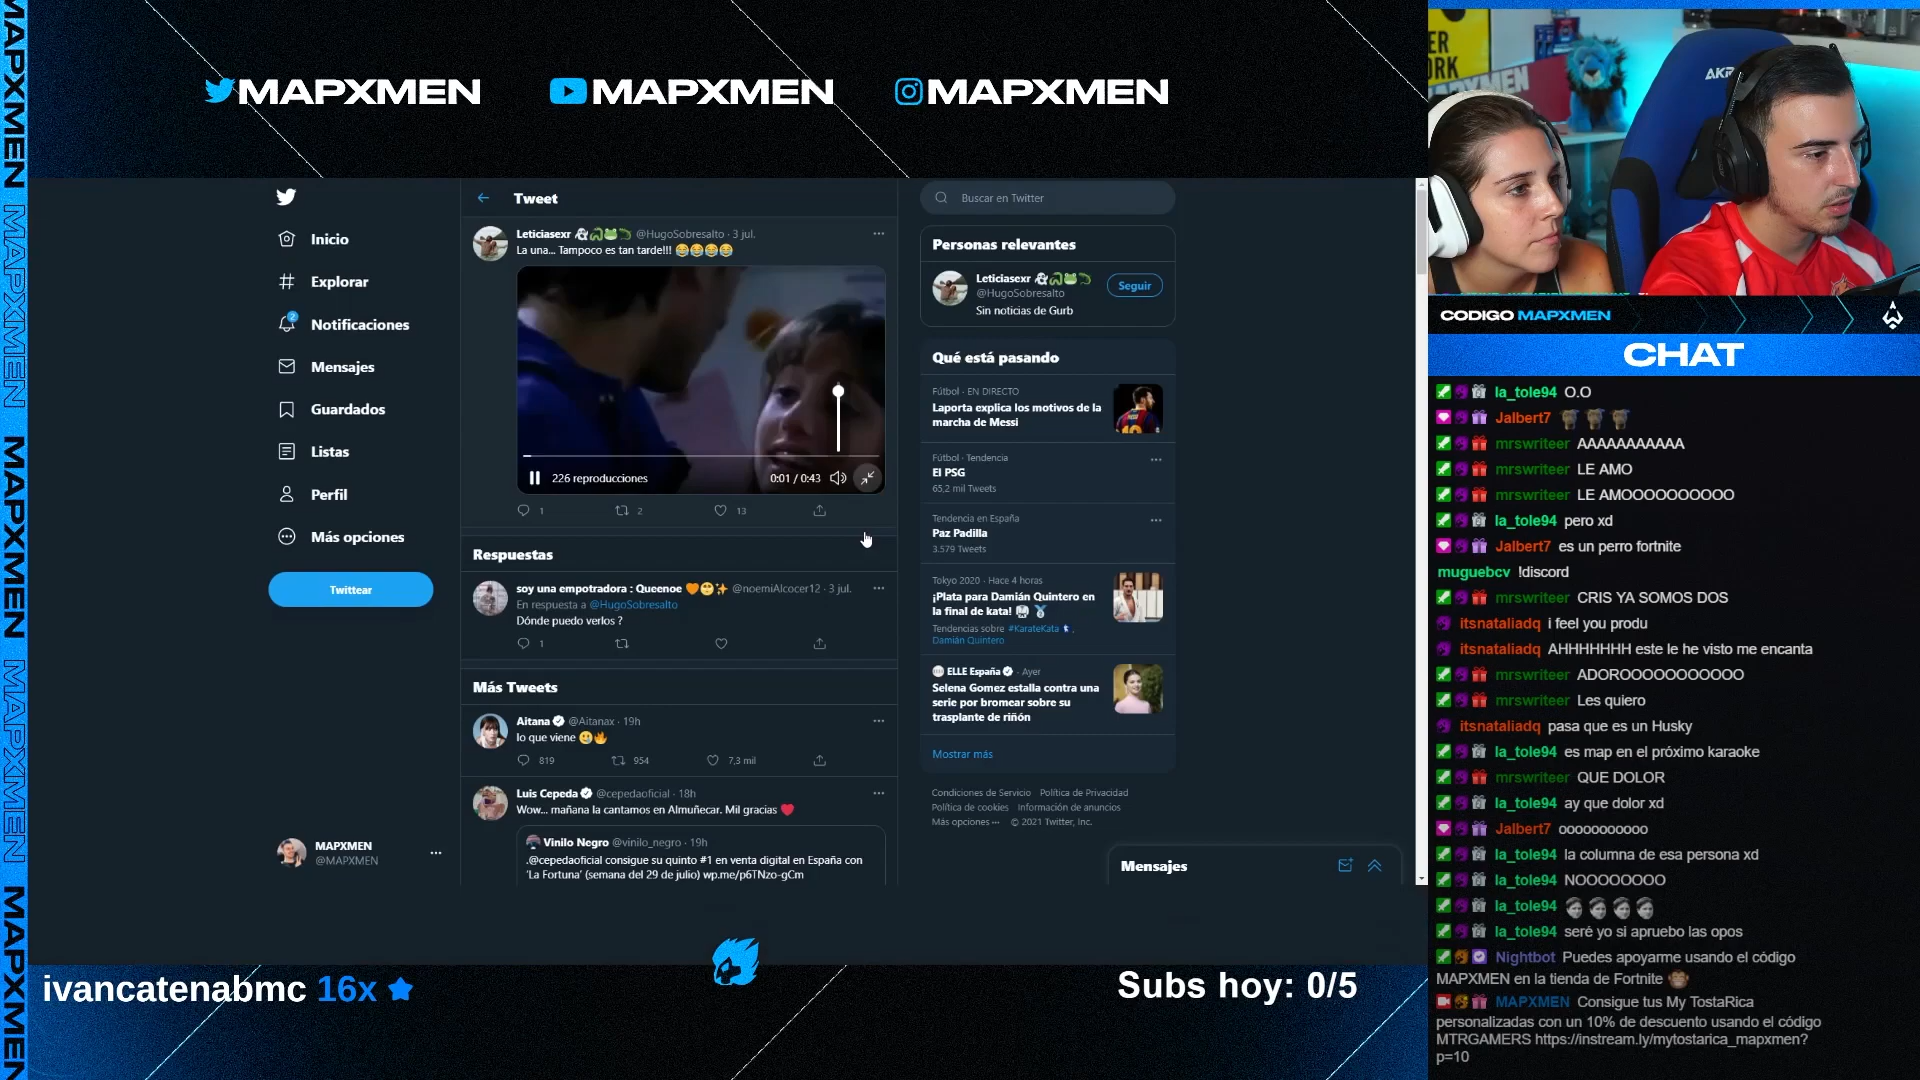 MAPXMEN
MAPXMEN
MAPXMEN
MAPXMEN
MAPXMEN
MAPXMEN
MAPXMEN
MAPXMEN
Tweet
Inicio
Explorar
2
Notificaciones
Mensajes
Guardados
Listas
Perfil
Más opciones
Twittear
MAPXMEN
@MAPXMEN
Leticiasexr @HugoSobresalto · 3 jul.
La una... Tampoco es tan tarde!!! 😂😂😂😂
226 reproducciones
0:01 / 0:43
1
2
13
Respuestas
soy una empotradora : Queenoe 🧡😳✨ @noemiAlcocer12 · 3 jul.
En respuesta a @HugoSobresalto
Dónde puedo verlos ?
1
Más Tweets
Aitana @Aitanax · 19h
lo que viene 😀🔥
819
954
7,3 mil
Luis Cepeda @cepedaoficial · 18h
Wow... mañana la cantamos en Almuñecar. Mil gracias ❤️
Vinilo Negro @vinilo_negro · 19h
.@cepedaoficial consigue su quinto #1 en venta digital en España con
'La Fortuna' (semana del 29 de julio) wp.me/p6TNzo-gCm
Buscar en Twitter
Personas relevantes
Leticiasexr
@HugoSobresalto
Seguir
Sin noticias de Gurb
Qué está pasando
Fútbol · EN DIRECTO
Laporta explica los motivos de la
marcha de Messi
Fútbol · Tendencia
El PSG
65,2 mil Tweets
Tendencia en España
Paz Padilla
3.579 Tweets
Tokyo 2020 · Hace 4 horas
¡Plata para Damián Quintero en
la final de kata! 🥋 🥈
Tendencias sobre #KarateKata ,
Damián Quintero
ELLE España · Ayer
Selena Gomez estalla contra una
serie por bromear sobre su
trasplante de riñón
Mostrar más
Condiciones de Servicio Política de Privacidad
Política de cookies Información de anuncios
Más opciones ··· © 2021 Twitter, Inc.
Mensajes
ivancatenabmc 16x
Subs hoy: 0/5
AKR
CODIGO MAPXMEN
CHAT
la_tole94 O.O
Jalbert7
mrswriteer AAAAAAAAAAA
mrswriteer LE AMO
mrswriteer LE AMOOOOOOOOOO
la_tole94 pero xd
Jalbert7 es un perro fortnite
muguebcv !discord
mrswriteer CRIS YA SOMOS DOS
itsnataliadq i feel you produ
itsnataliadq AHHHHHHH este le he visto me encanta
mrswriteer ADOROOOOOOOOOOO
mrswriteer Les quiero
itsnataliadq pasa que es un Husky
la_tole94 es map en el próximo karaoke
mrswriteer QUE DOLOR
la_tole94 ay que dolor xd
Jalbert7 ooooooooooo
la_tole94 la columna de esa persona xd
la_tole94 NOOOOOOOO
la_tole94
la_tole94 seré yo si apruebo las opos
Nightbot Puedes apoyarme usando el código
MAPXMEN en la tienda de Fortnite
MAPXMEN Consigue tus My TostaRica
personalizadas con un 10% de descuento usando el código
MTRGAMERS https://instream.ly/mytostarica_mapxmen?
p=10